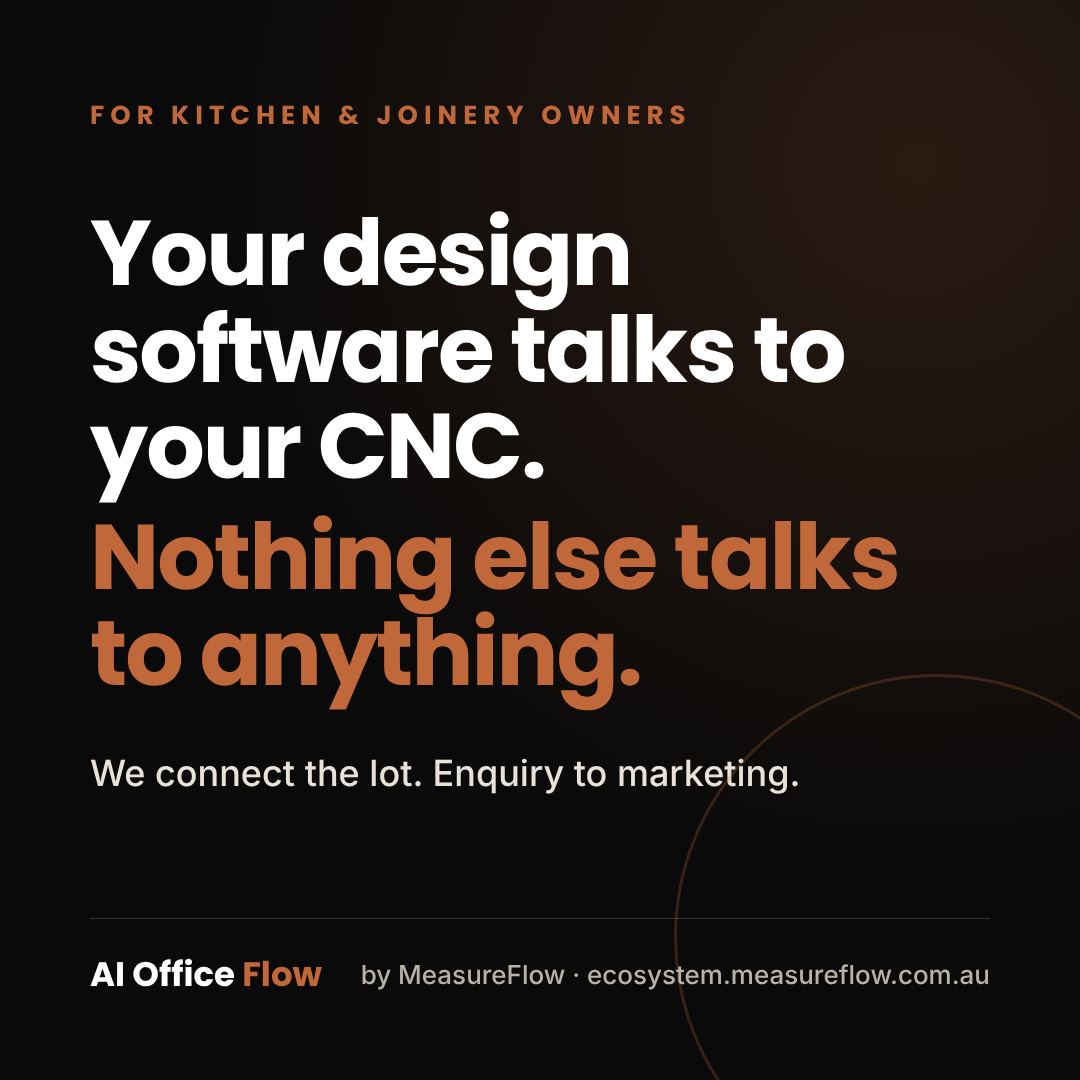 FOR KITCHEN & JOINERY OWNERS
Your design
software talks to
your CNC.
Nothing else talks
to anything.
We connect the lot. Enquiry to marketing.
AI Office Flow by MeasureFlow · ecosystem.measureflow.com.au